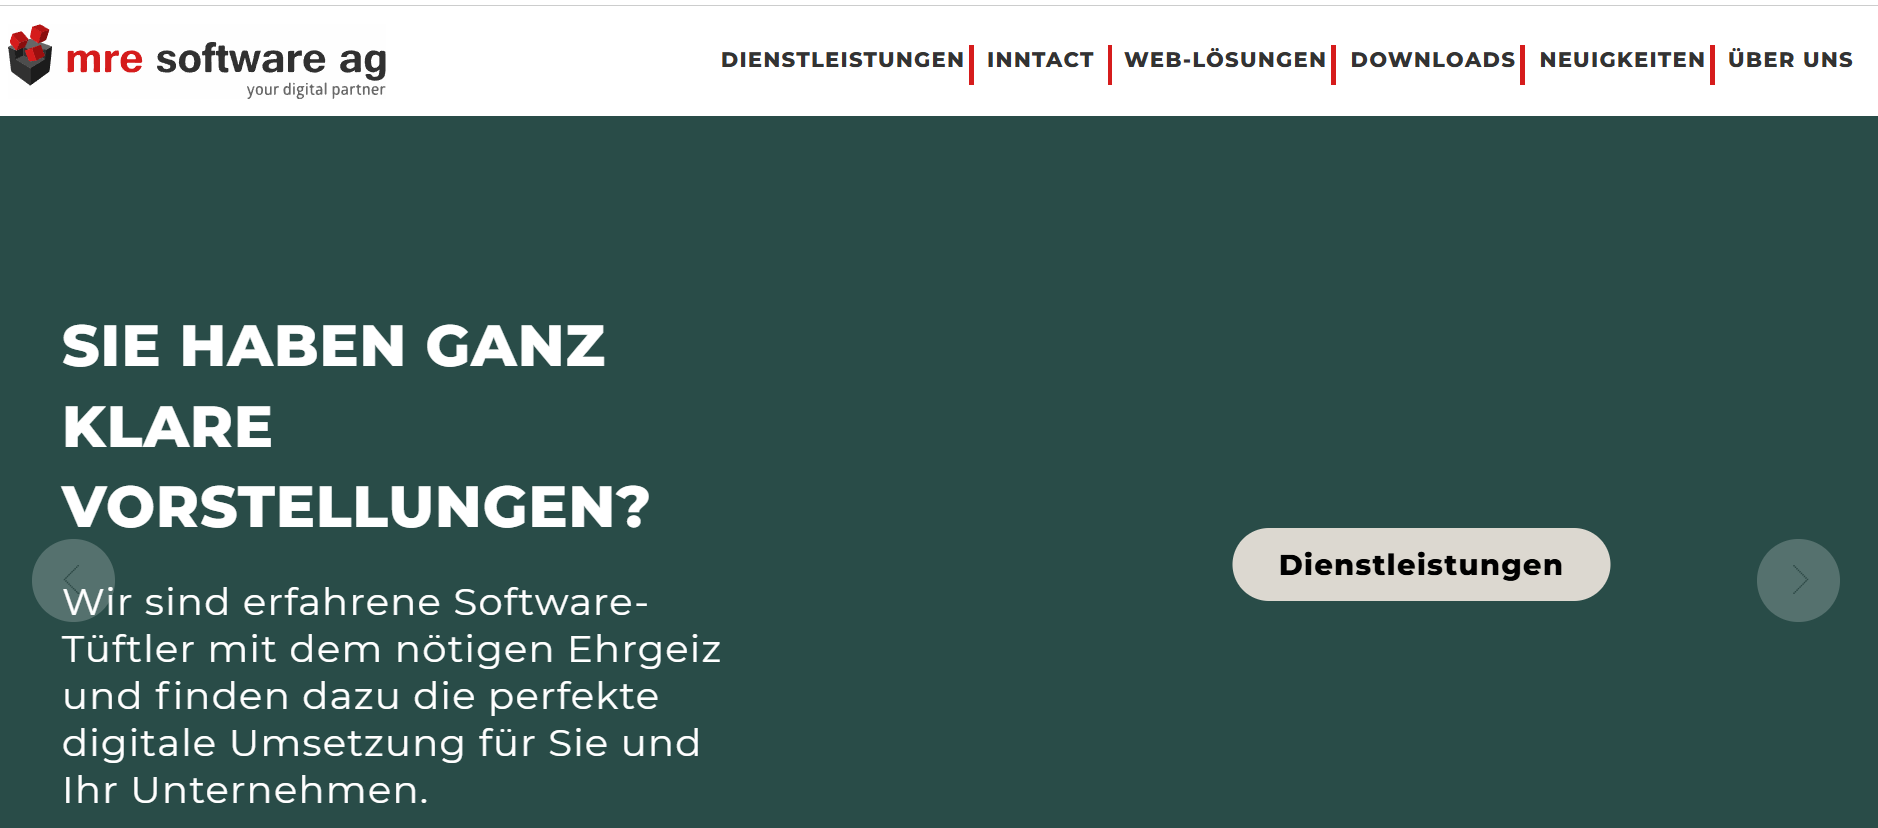 mre software ag
your digital partner
DIENSTLEISTUNGEN INNTACT WEB-LÖSUNGEN DOWNLOADS NEUIGKEITEN ÜBER UNS
SIE HABEN GANZ
KLARE
VORSTELLUNGEN?
Dienstleistungen
Wir sind erfahrene Software-
Tüftler mit dem nötigen Ehrgeiz
und finden dazu die perfekte
digitale Umsetzung für Sie und
Ihr Unternehmen.